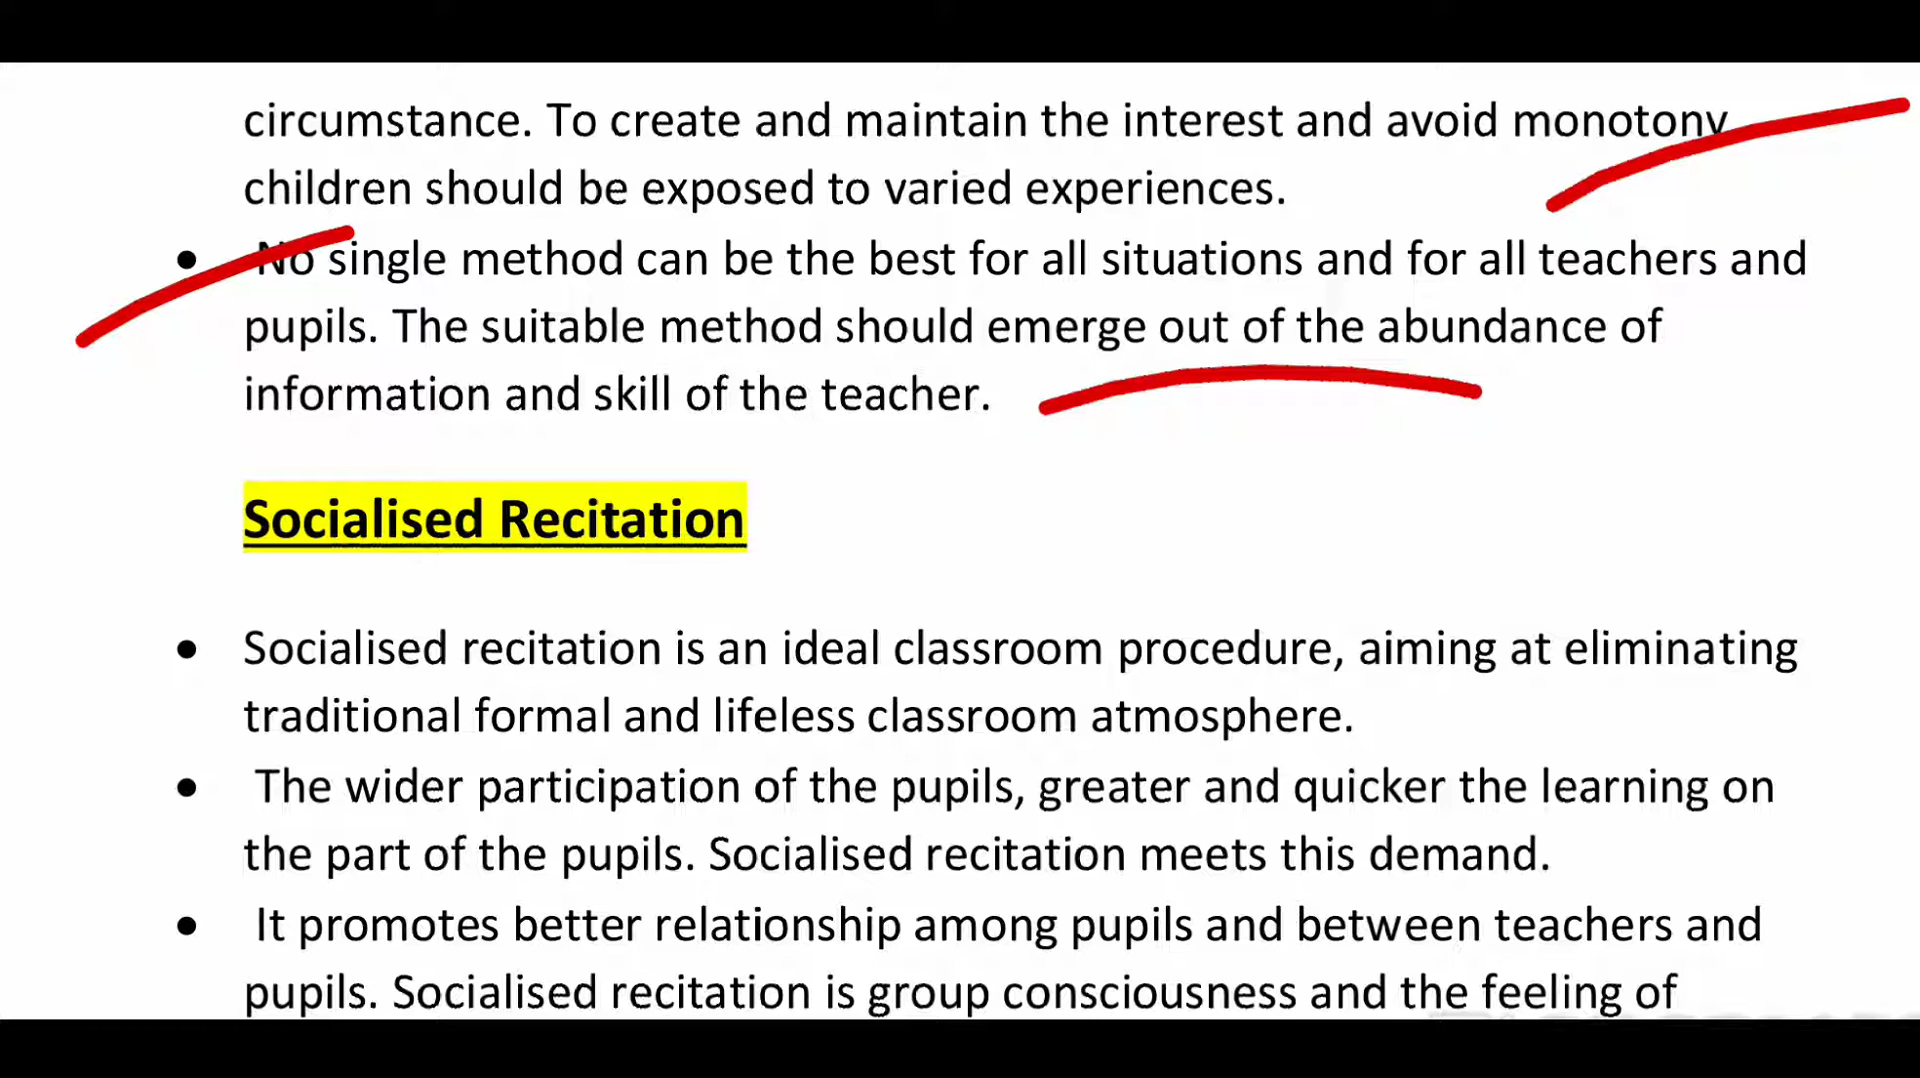 circumstance. To create and maintain the interest and avoid monotony
children should be exposed to varied experiences.
• No single method can be the best for all situations and for all teachers and
pupils. The suitable method should emerge out of the abundance of
information and skill of the teacher.
Socialised Recitation
• Socialised recitation is an ideal classroom procedure, aiming at eliminating
traditional formal and lifeless classroom atmosphere.
• The wider participation of the pupils, greater and quicker the learning on
the part of the pupils. Socialised recitation meets this demand.
• It promotes better relationship among pupils and between teachers and
pupils. Socialised recitation is group consciousness and the feeling of